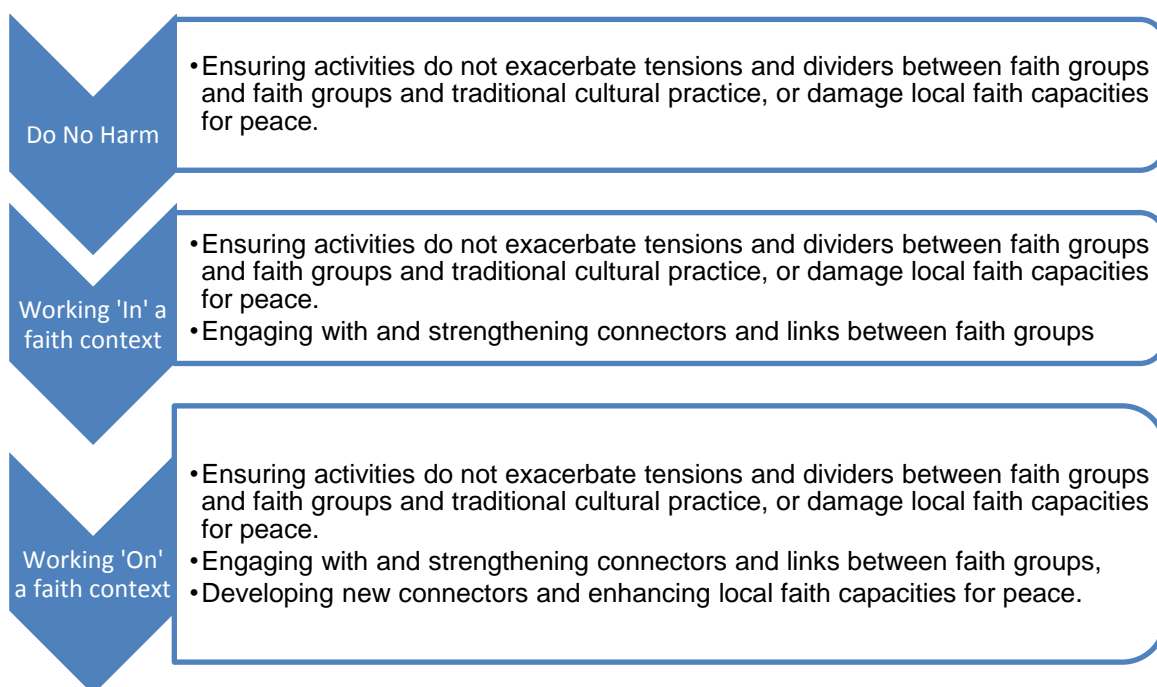 Do No Harm
•Ensuring activities do not exacerbate tensions and dividers between faith groups
and faith groups and traditional cultural practice, or damage local faith capacities
for peace.
Working 'In' a
faith context
•Ensuring activities do not exacerbate tensions and dividers between faith groups
and faith groups and traditional cultural practice, or damage local faith capacities
for peace.
•Engaging with and strengthening connectors and links between faith groups
Working 'On'
a faith context
•Ensuring activities do not exacerbate tensions and dividers between faith groups
and faith groups and traditional cultural practice, or damage local faith capacities
for peace.
•Engaging with and strengthening connectors and links between faith groups,
•Developing new connectors and enhancing local faith capacities for peace.